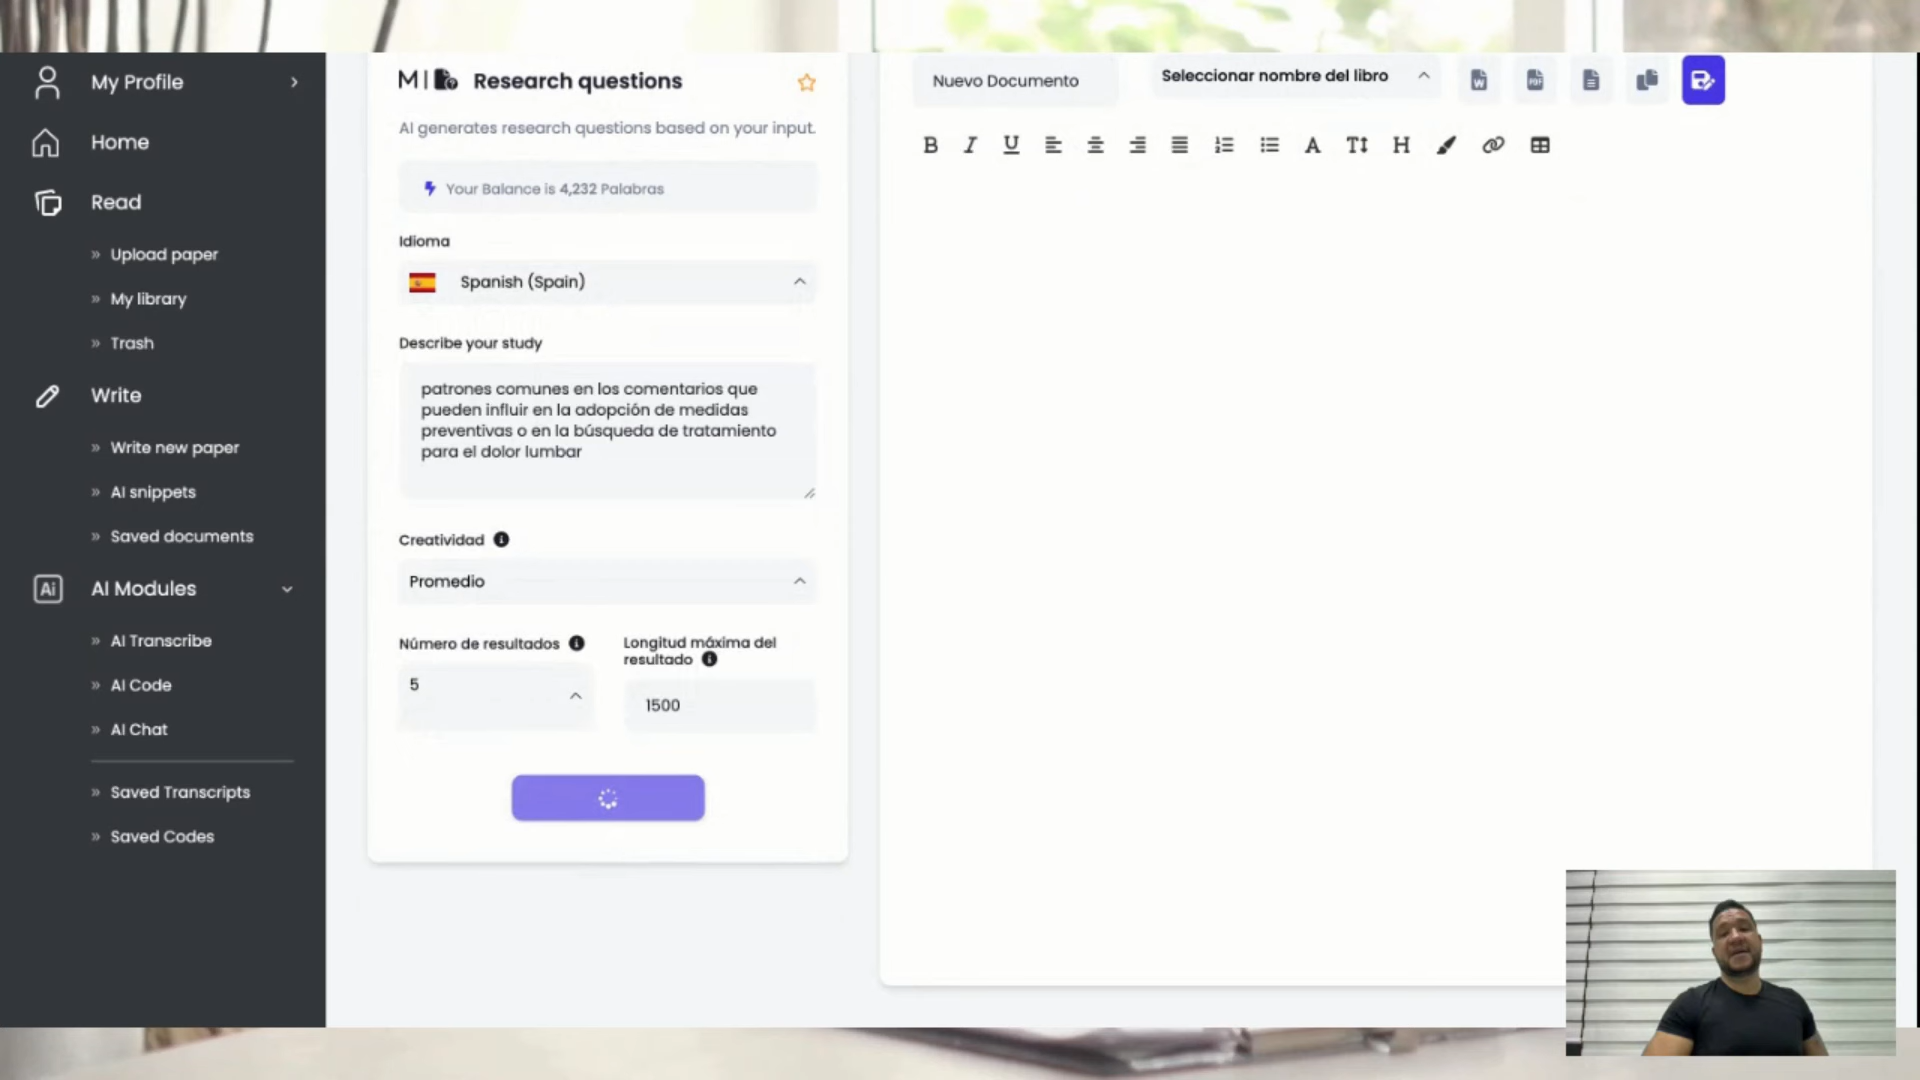 My Profile
Home
Read
» Upload paper
» My library
» Trash
Write
» Write new paper
» AI snippets
» Saved documents
Ai AI Modules
» AI Transcribe
» AI Code
» AI Chat
» Saved Transcripts
» Saved Codes
Research questions
AI generates research questions based on your input.
Your Balance is 4,232 Palabras
Idioma
Spanish (Spain)
Describe your study
patrones comunes en los comentarios que
pueden influir en la adopción de medidas
preventivas o en la búsqueda de tratamiento
para el dolor lumbar
Creatividad
Promedio
Número de resultados
5
Longitud máxima del
resultado
1500
Nuevo Documento
Seleccionar nombre del libro
W
PDF
B I U A T H